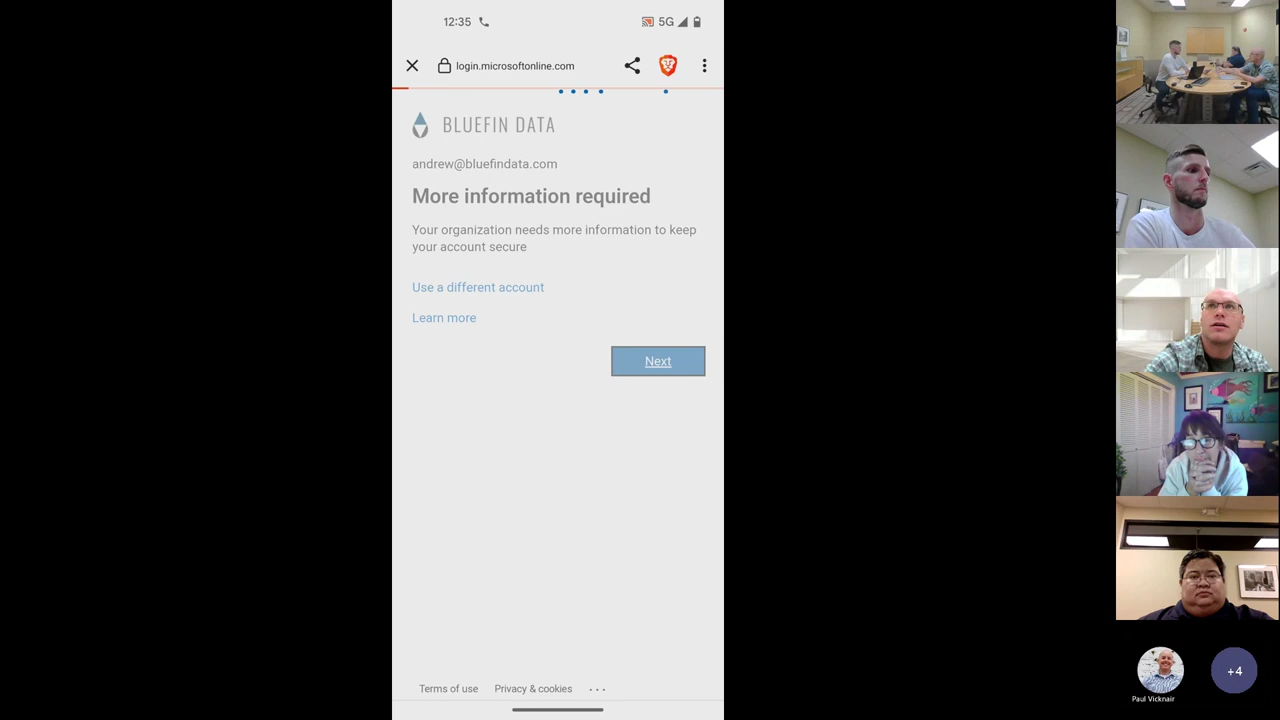 12:35
5G
login.microsoftonline.com
BLUEFIN DATA
andrew@bluefindata.com
More information required
Your organization needs more information to keep
your account secure
Use a different account
Learn more
Next
Terms of use Privacy & cookies ...
Paul Vicknair
+4